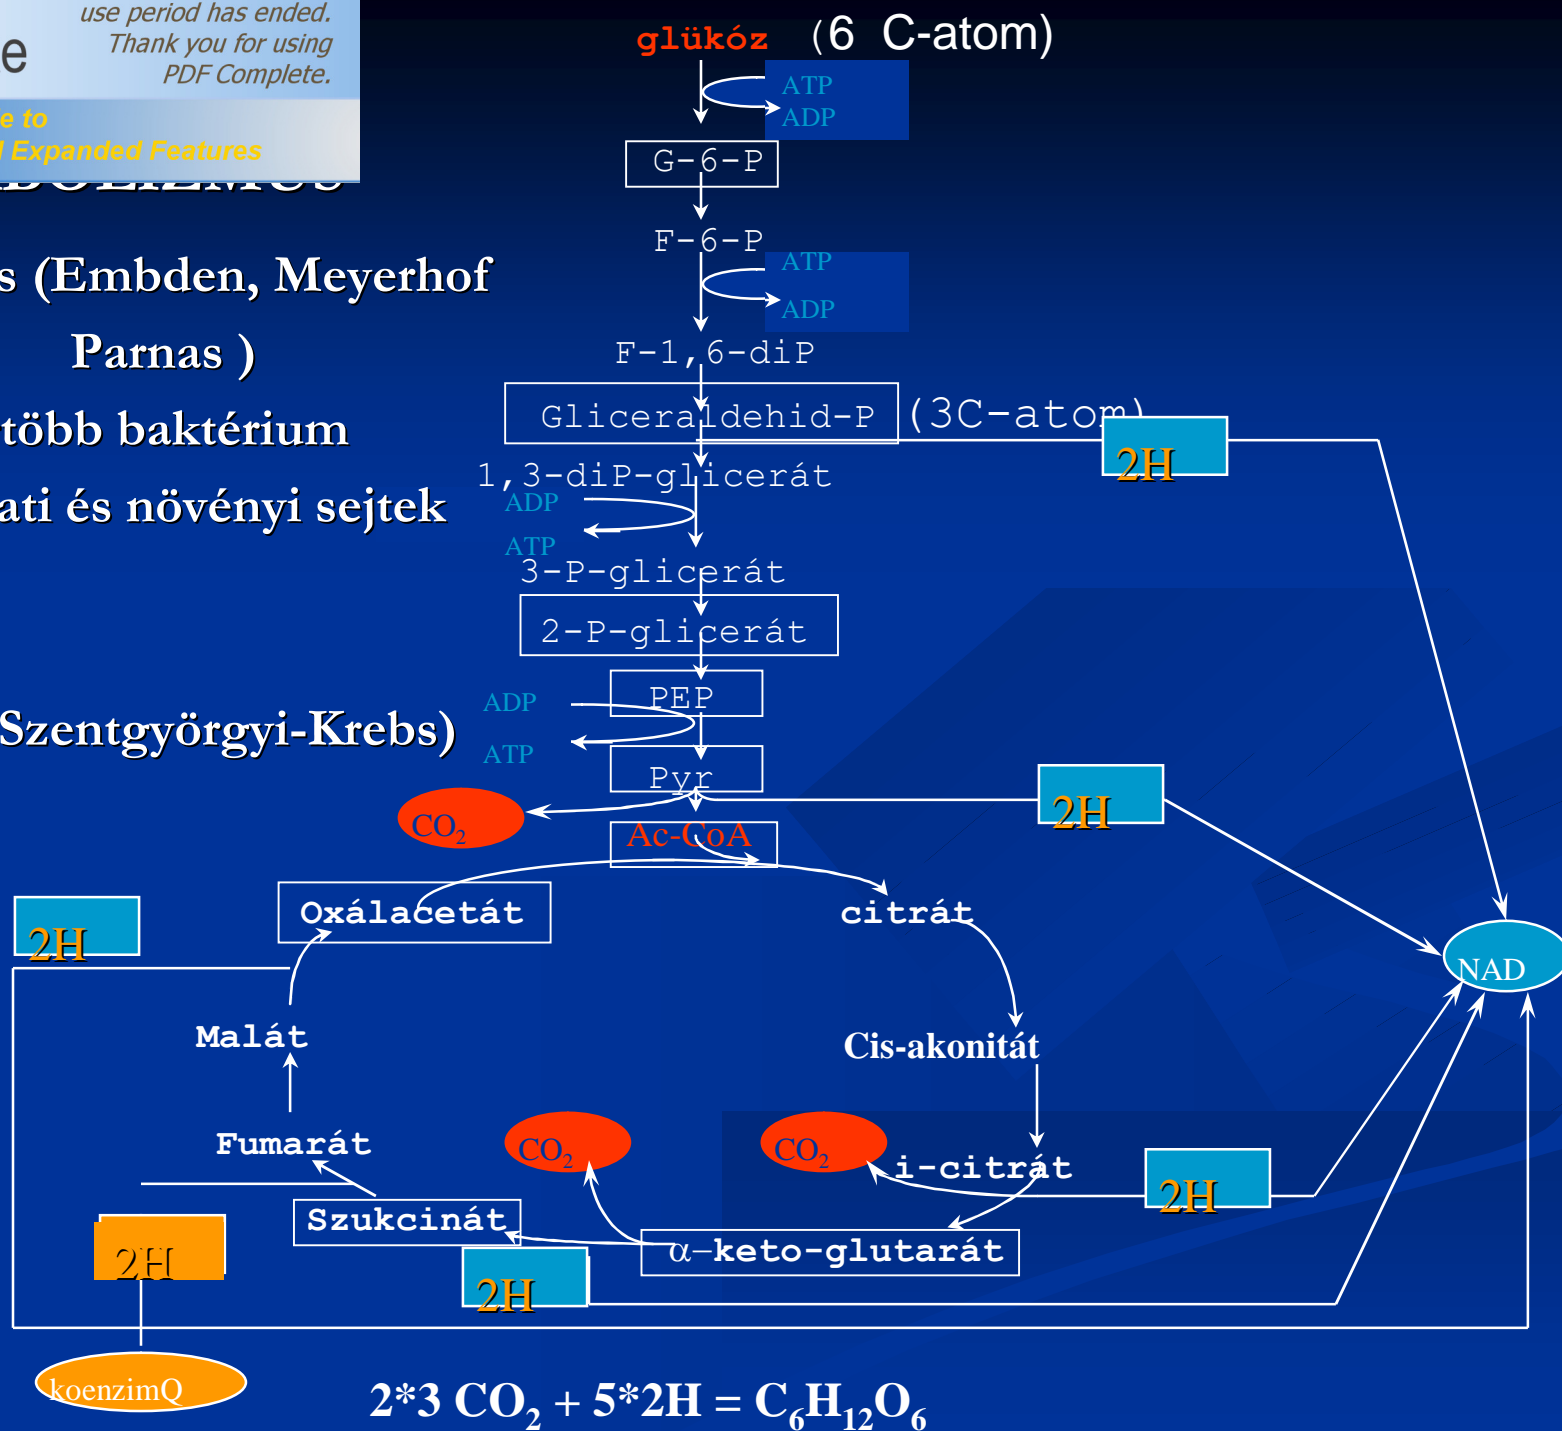 use period has ended.
Thank you for using
PDF Complete.
e to
Expanded Features
glükóz (6 C-atom)
ATP
ADP
G-6-P
F-6-P
ATP
ADP
s (Embden, Meyerhof
Parnas )
F-1,6-diP
Gliceraldehid-P (3C-atom)
több baktérium
2H
1,3-diP-glicerát
ati és növényi sejtek
ADP
ATP
3-P-glicerát
2-P-glicerát
PEP
ADP
Szentgyörgyi-Krebs)
ATP
Pyr
2H
CO2
Ac-CoA
Oxálacetát
citrát
2H
NAD
Malát
Cis-akonitát
Fumarát
CO2
CO2
i-citrát
2H
Szukcinát
α-keto-glutarát
2H
2H
koenzimQ
2*3 CO2 + 5*2H = C6H12O6